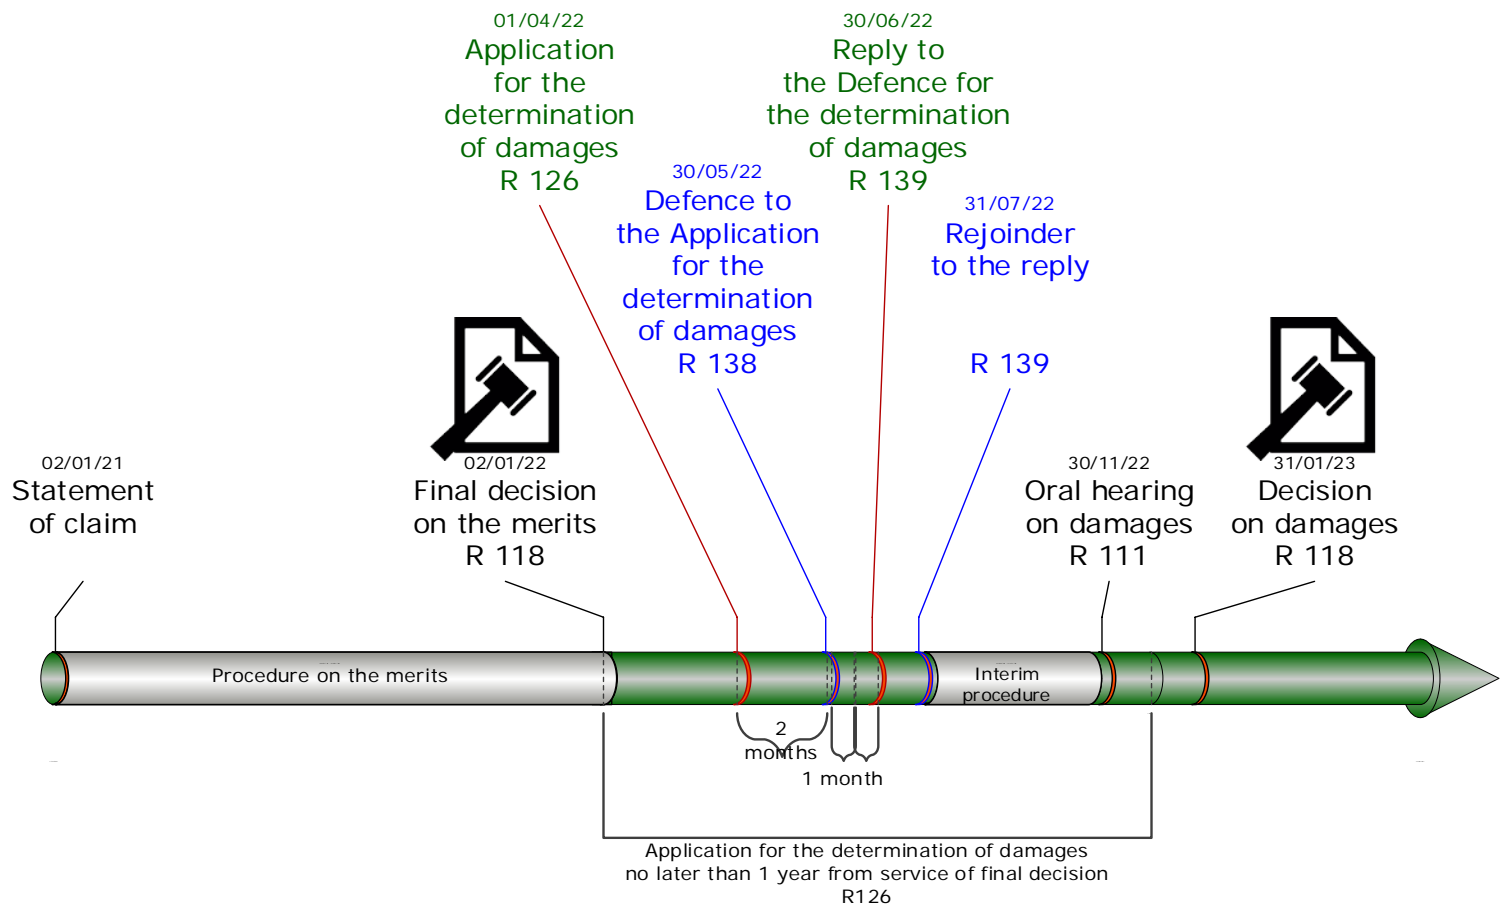 01/04/22
Application
for the
determination
of damages
R 126
30/06/22
Reply to
the Defence for
the determination
of damages
R 139
30/05/22
Defence to
the Application
for the
determination
of damages
R 138
31/07/22
Rejoinder
to the reply
R 139
02/01/21
Statement
of claim
02/01/22
Final decision
on the merits
R 118
30/11/22
Oral hearing
on damages
R 111
31/01/23
Decision
on damages
R 118
Procedure on the merits
Interim
procedure
2
months
1 month
Application for the determination of damages
no later than 1 year from service of final decision
R126